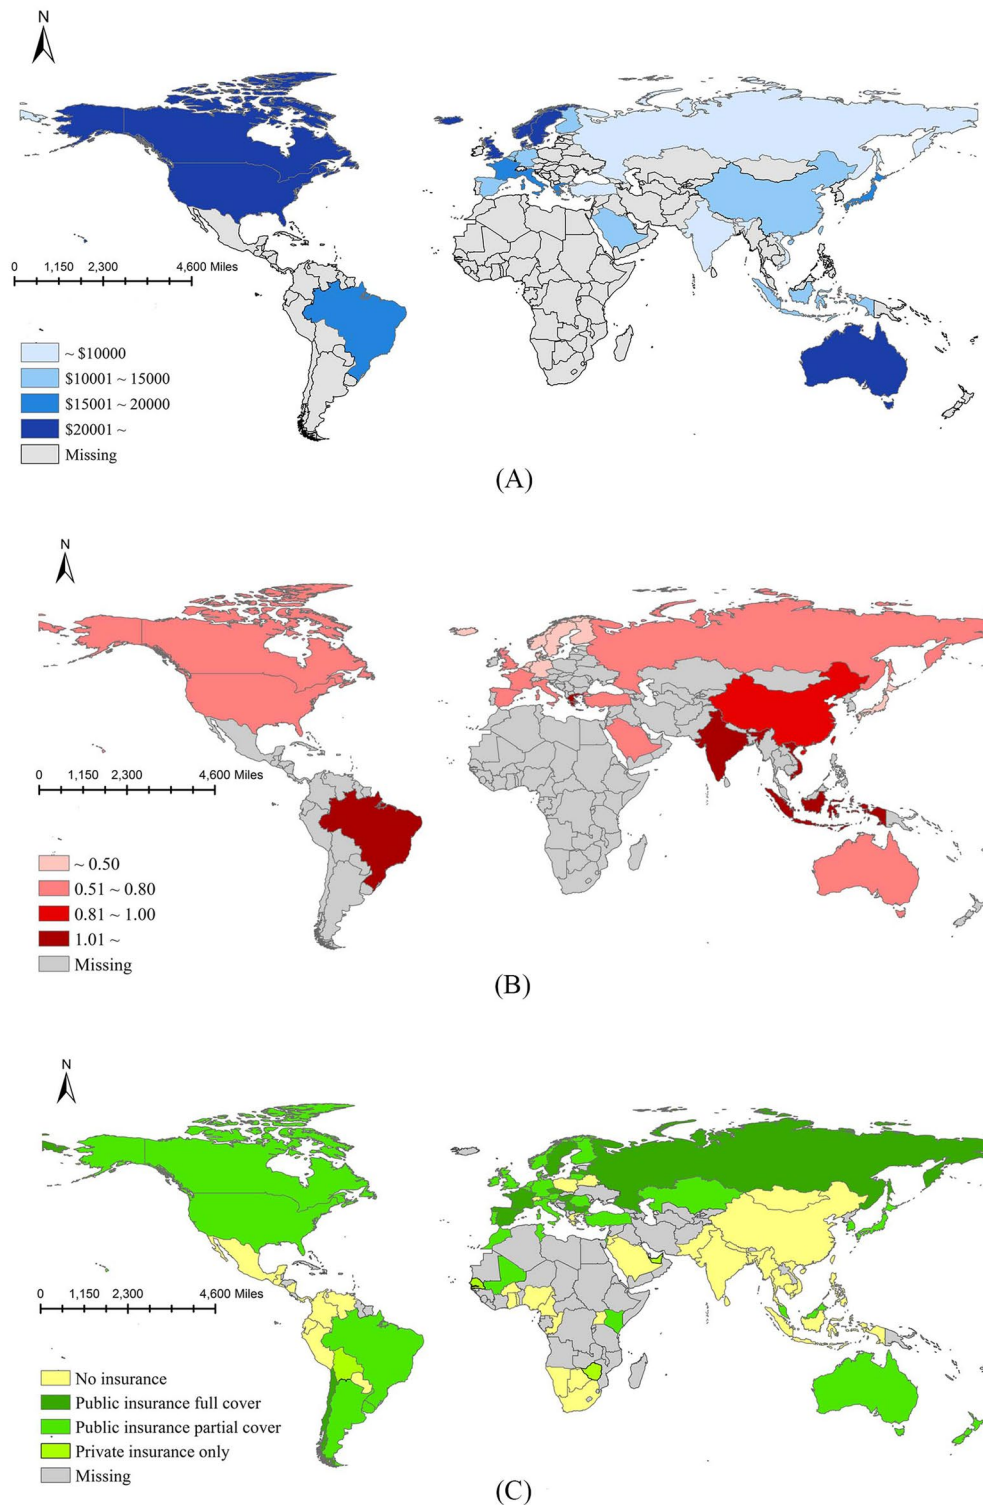 N
0 1,150 2,300 4,600 Miles
~ $10000
$10001 ~ 15000
$15001 ~ 20000
$20001 ~
Missing
(A)
N
0 1,150 2,300 4,600 Miles
~ 0.50
0.51 ~ 0.80
0.81 ~ 1.00
1.01 ~
Missing
(B)
N
0 1,150 2,300 4,600 Miles
No insurance
Public insurance full cover
Public insurance partial cover
Private insurance only
Missing
(C)